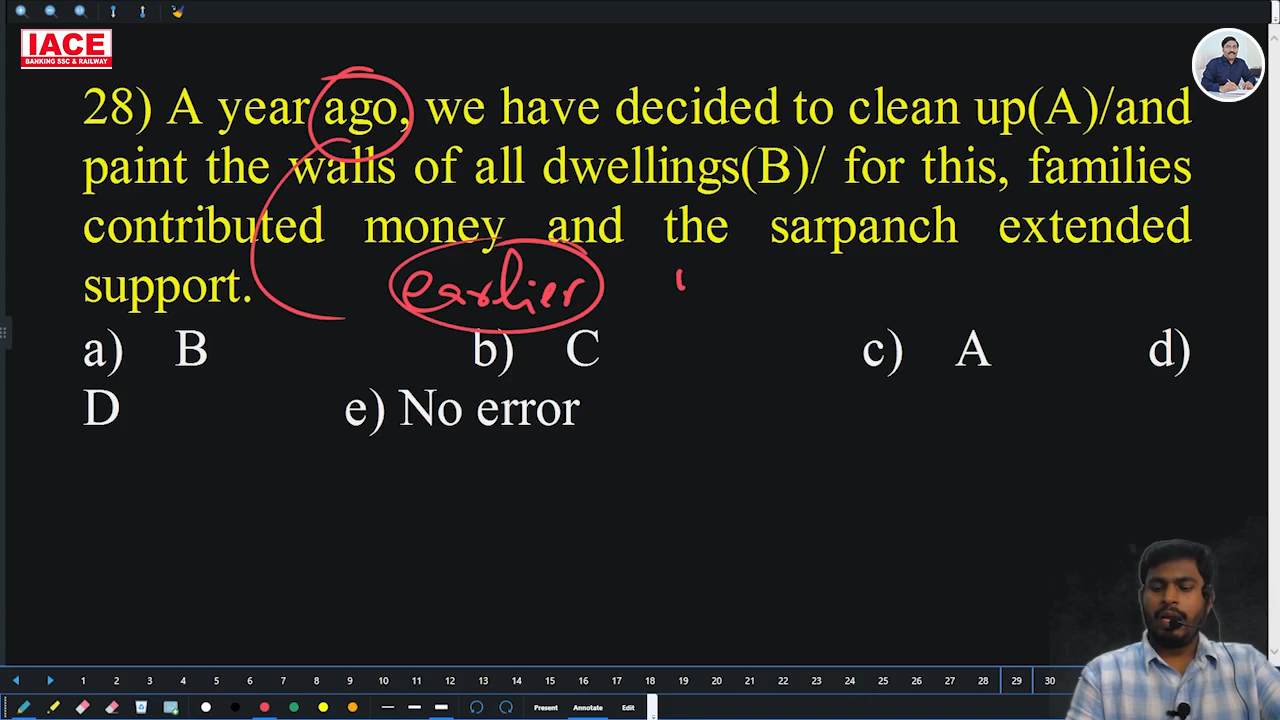 IACE
BANKING SSC & RAILWAY
28) A year ago, we have decided to clean up(A)/and
paint the walls of all dwellings(B)/ for this, families
contributed money and the sarpanch extended
support.
earlier
a) B b) C c) A d)
D e) No error
1 2 3 4 5 6 7 8 9 10 11 12 13 14 15 16 17 18 19 20 21 22 23 24 25 26 27 28 29 30
Present Annotate Edit